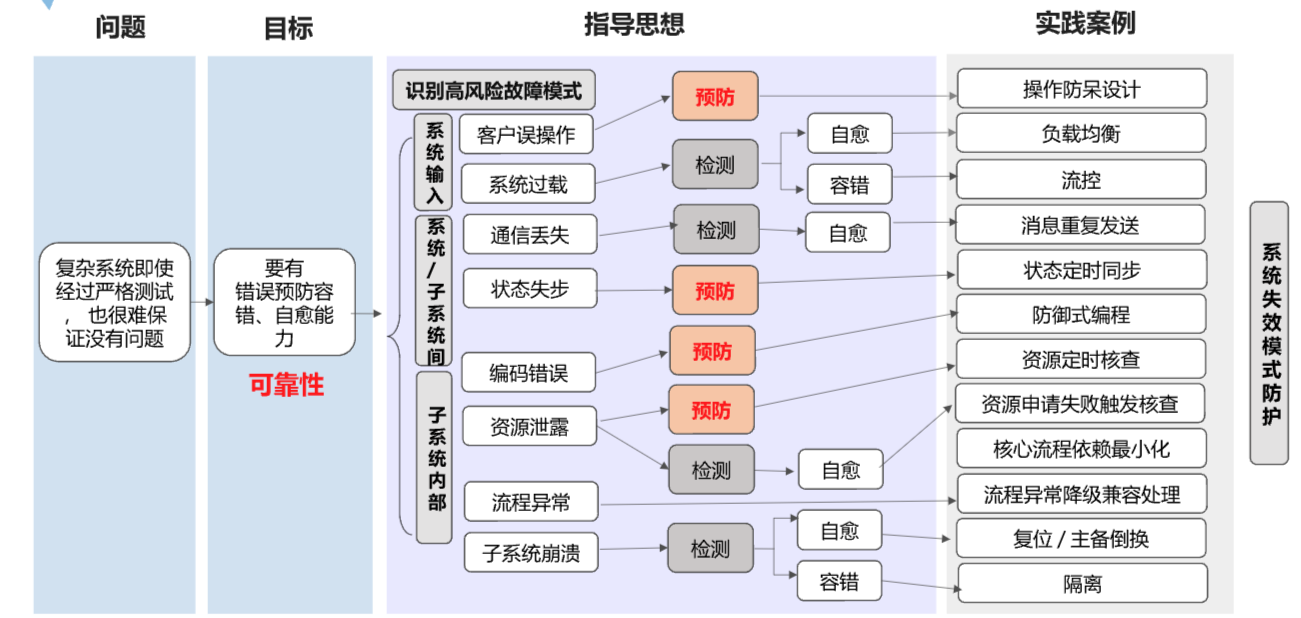 问题
目标
指导思想
实践案例
复杂系统即使
经过严格测试
， 也很难保
证没有问题
要有
错误预防容
错、自愈能
力
可靠性
识别高风险故障模式
系统输入
客户误操作
预防
操作防呆设计
系统过载
检测
自愈
负载均衡
容错
流控
系统/子系统间
通信丢失
检测
自愈
消息重复发送
状态失步
预防
状态定时同步
子系统内部
编码错误
预防
防御式编程
资源泄露
预防
资源定时核查
检测
自愈
资源申请失败触发核查
核心流程依赖最小化
流程异常
流程异常降级兼容处理
子系统崩溃
检测
自愈
复位 / 主备倒换
容错
隔离
系统失效模式防护